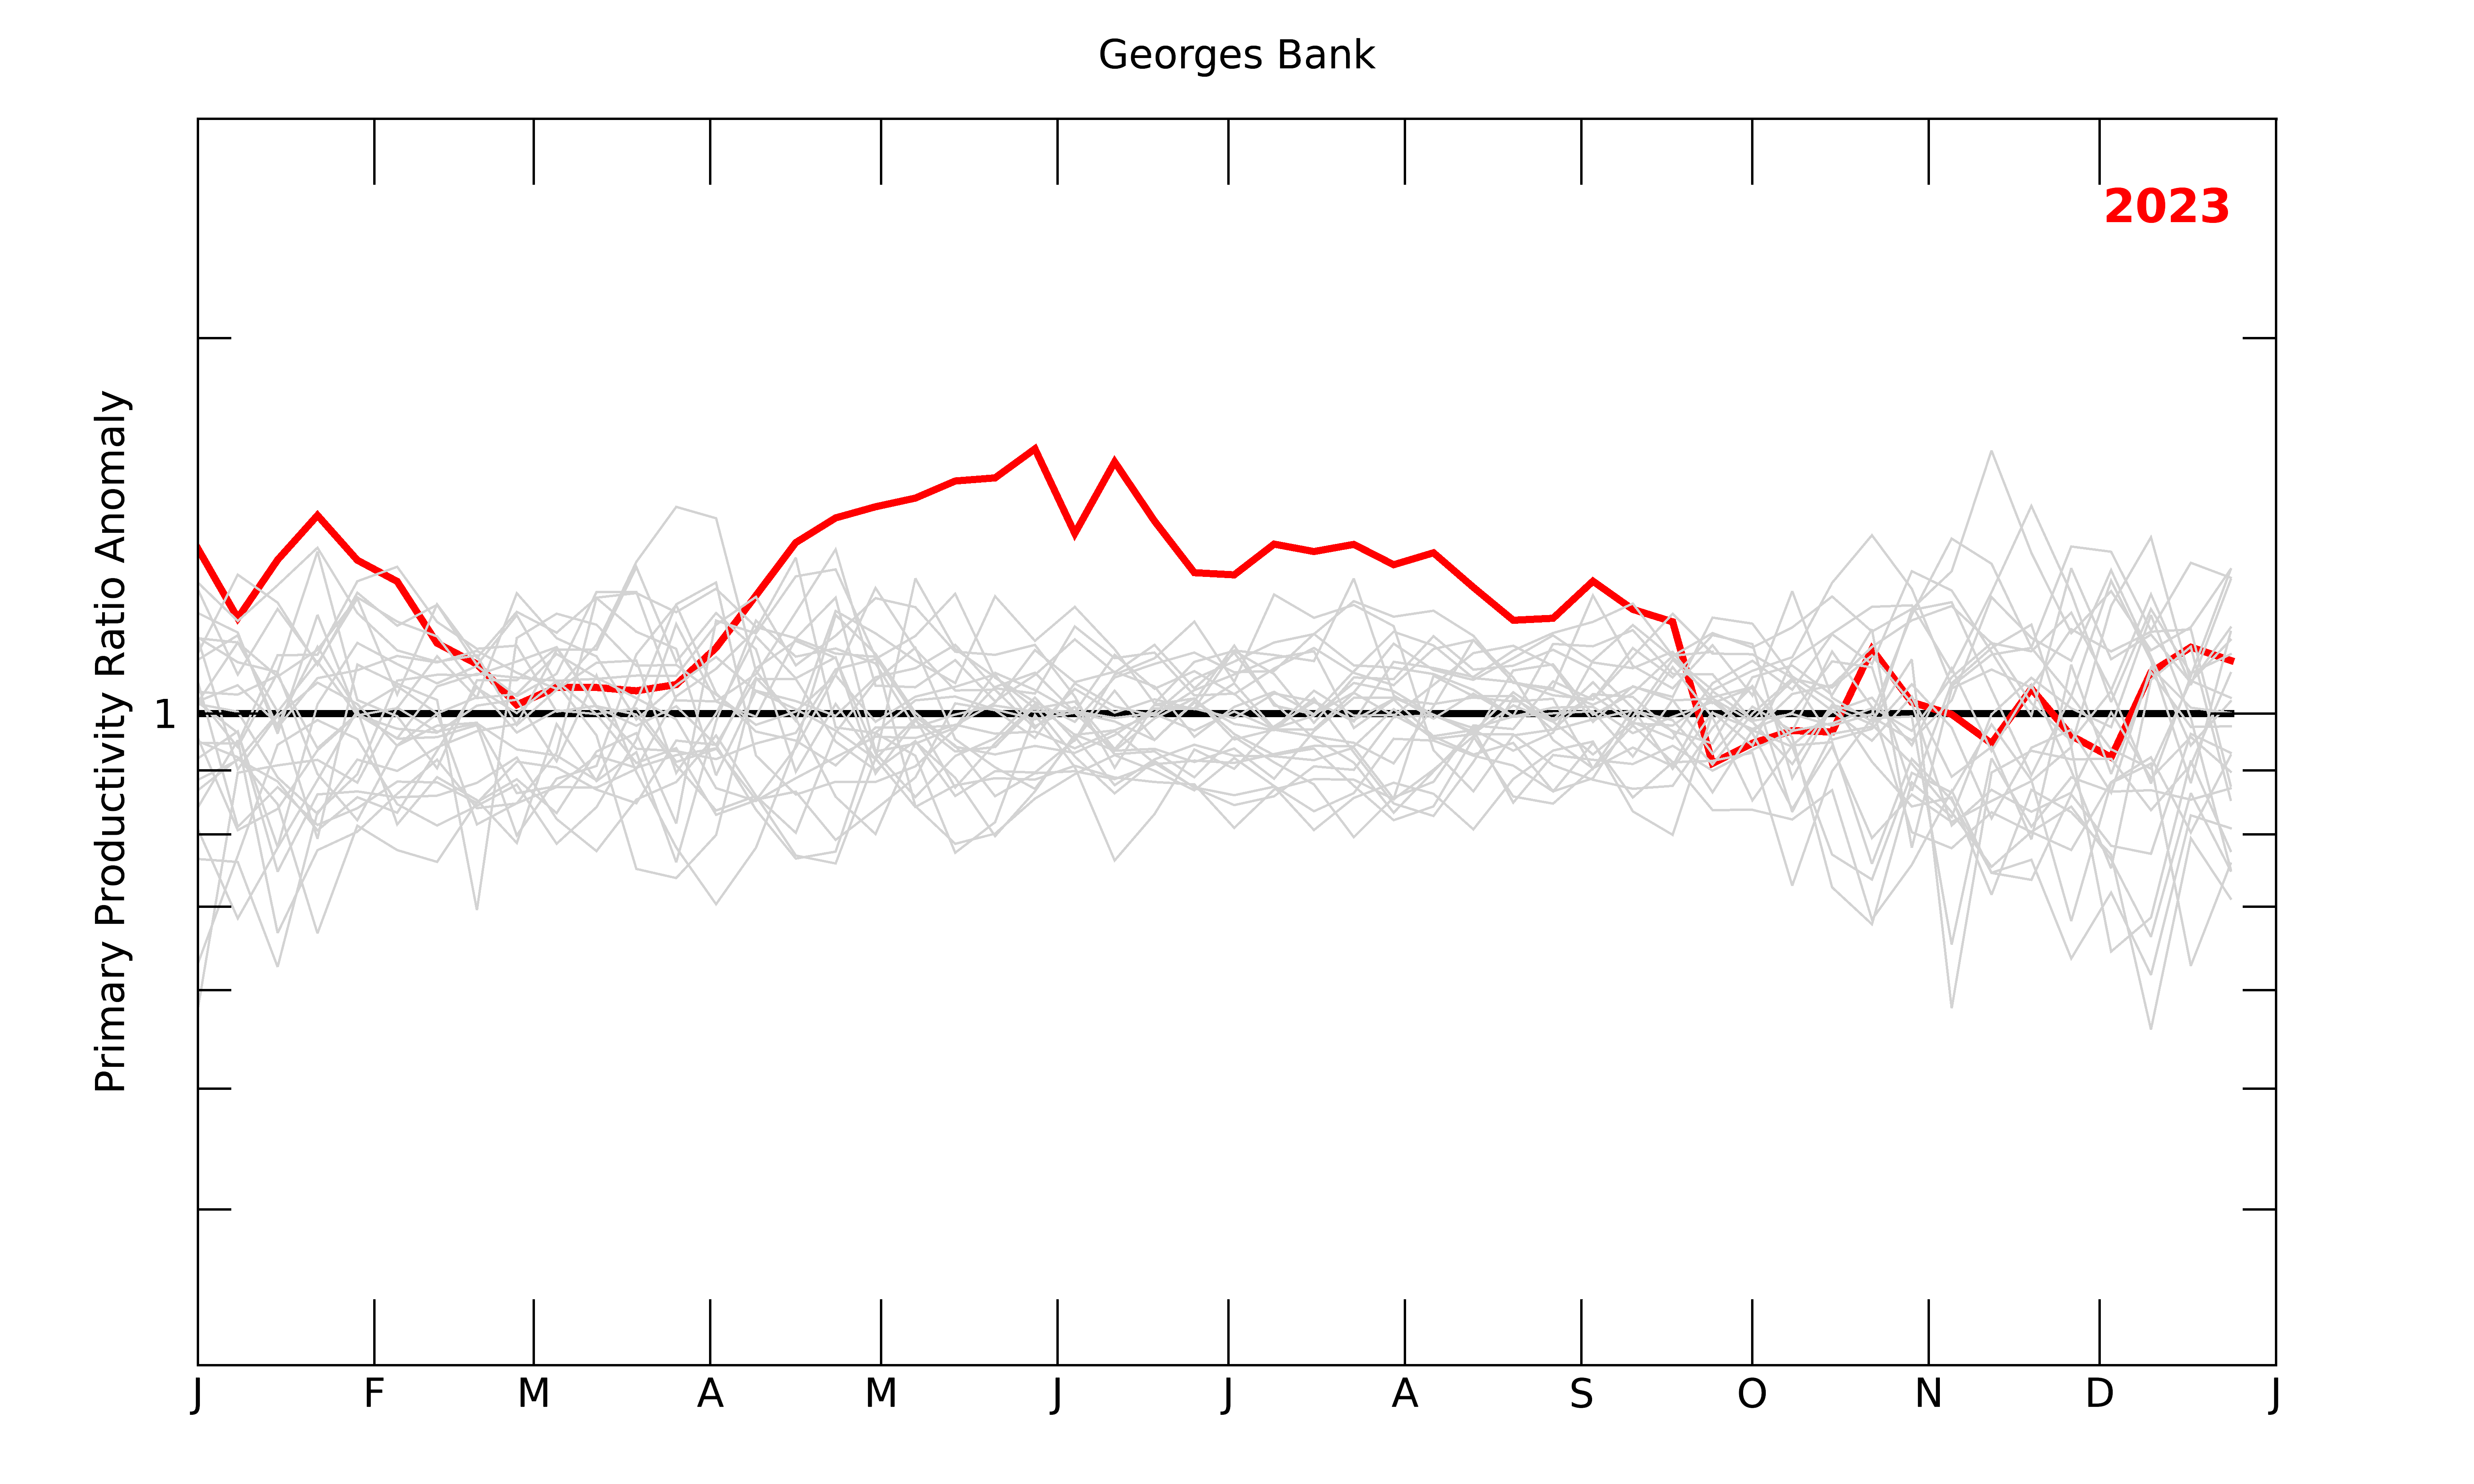 Georges Bank
2023
Primary Productivity Ratio Anomaly
1
J F M A M J J A S O N D J